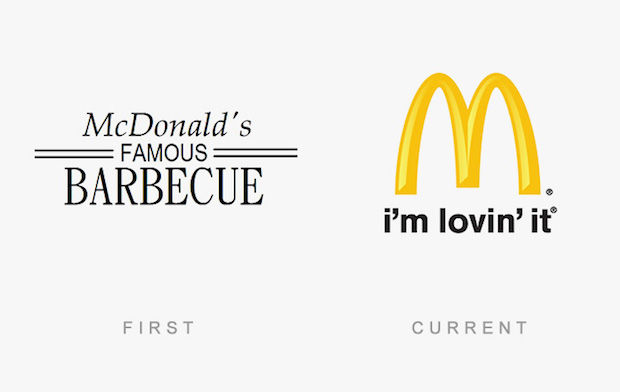 McDonald's
FAMOUS
BARBECUE
FIRST
M
i'm lovin' it®
®
CURRENT